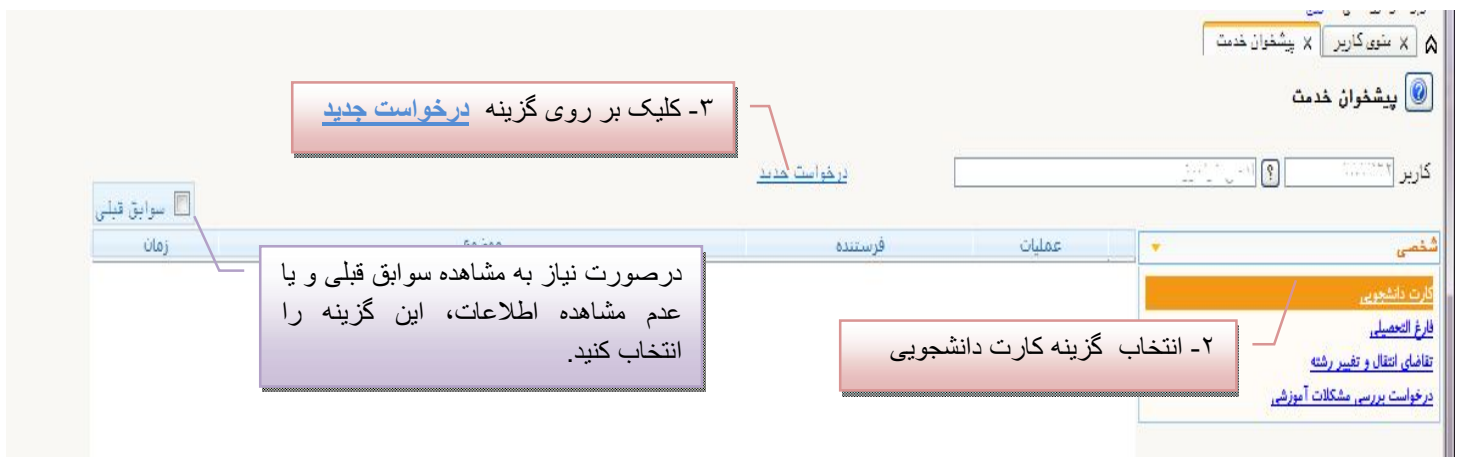 منوی کاربر
پیشخوان خدمت
پیشخوان خدمت
۳- کلیک بر روی گزینه درخواست جدید
کاربر
درخواست جدید
سوابق قبلی
شخصی
عملیات
فرستنده
موضوع
زمان
کارت دانشجویی
فارغ التحصیلی
تقاضای انتقال و تغییر رشته
درخواست بررسی مشکلات آموزشی
۲- انتخاب گزینه کارت دانشجویی
درصورت نیاز به مشاهده سوابق قبلی و یا
عدم مشاهده اطلاعات، این گزینه را
انتخاب کنید.